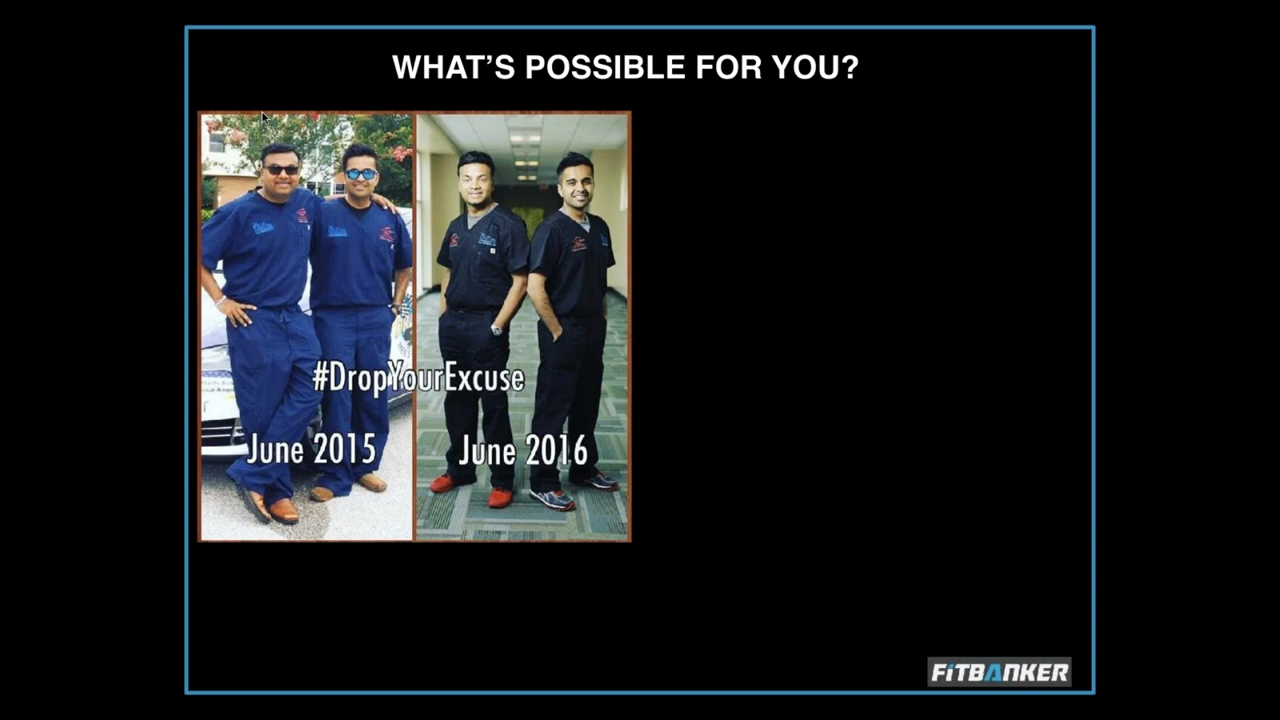 WHAT’S POSSIBLE FOR YOU?
#DropYourExcuse
June 2015
June 2016
FiTBANKER